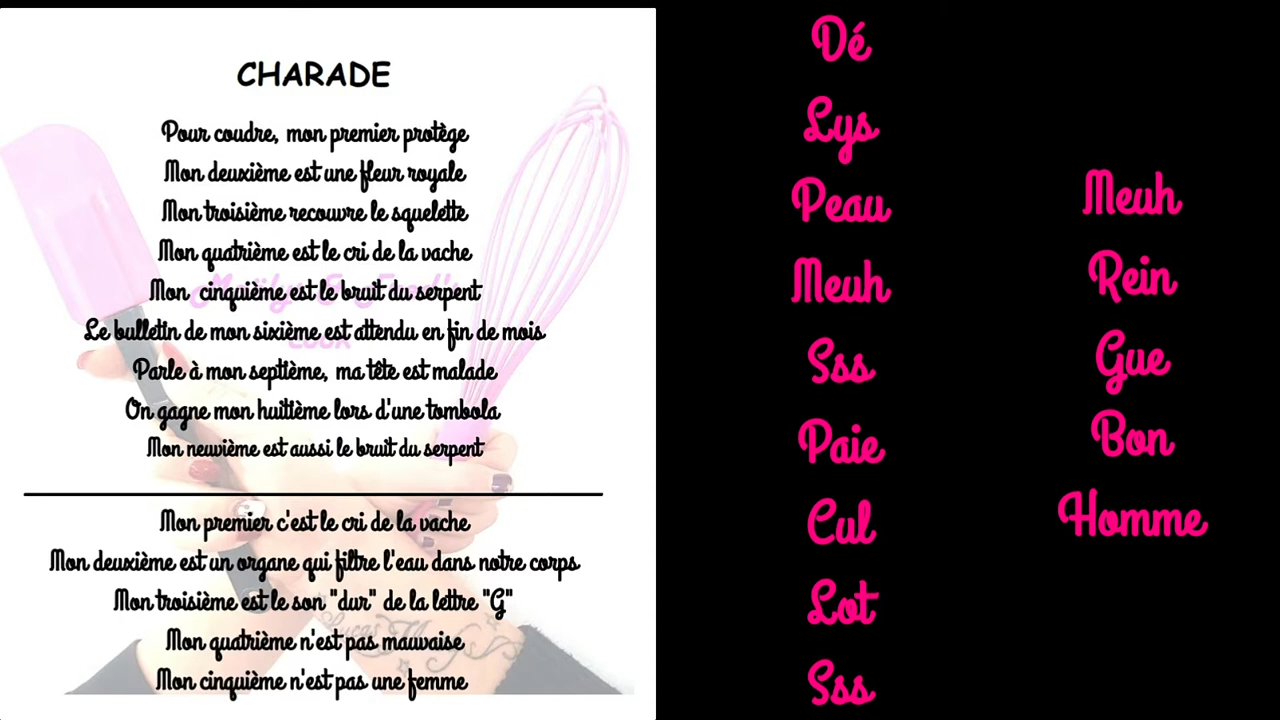 CHARADE
Pour coudre, mon premier protège
Mon deuxième est une fleur royale
Mon troisième recouvre le squelette
Mon quatrième est le cri de la vache
Mon cinquième est le bruit du serpent
Le bulletin de mon sixième est attendu en fin de mois
Parle à mon septième, ma tête est malade
On gagne mon huitième lors d'une tombola
Mon neuvième est aussi le bruit du serpent
Mon premier c'est le cri de la vache
Mon deuxième est un organe qui filtre l'eau dans notre corps
Mon troisième est le son "dur" de la lettre "G"
Mon quatrième n'est pas mauvaise
Mon cinquième n'est pas une femme
Dé
Lys
Peau
Meuh
Sss
Paie
Cul
Lot
Sss
Meuh
Rein
Gue
Bon
Homme